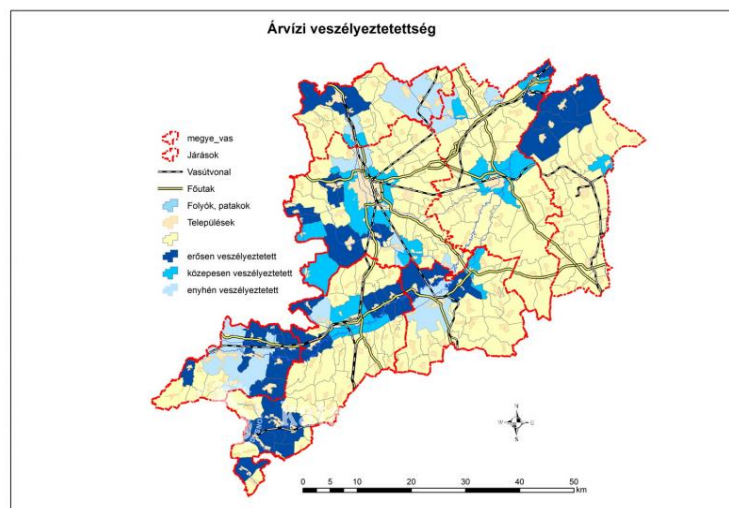 Árvízi veszélyeztetettség
megye_vas
Járások
Vasútvonal
Főutak
Folyók, patakok
Települések
erősen veszélyeztetett
közepesen veszélyeztetett
enyhén veszélyeztetett
N
W
S
0 10 20 30 40 50
km